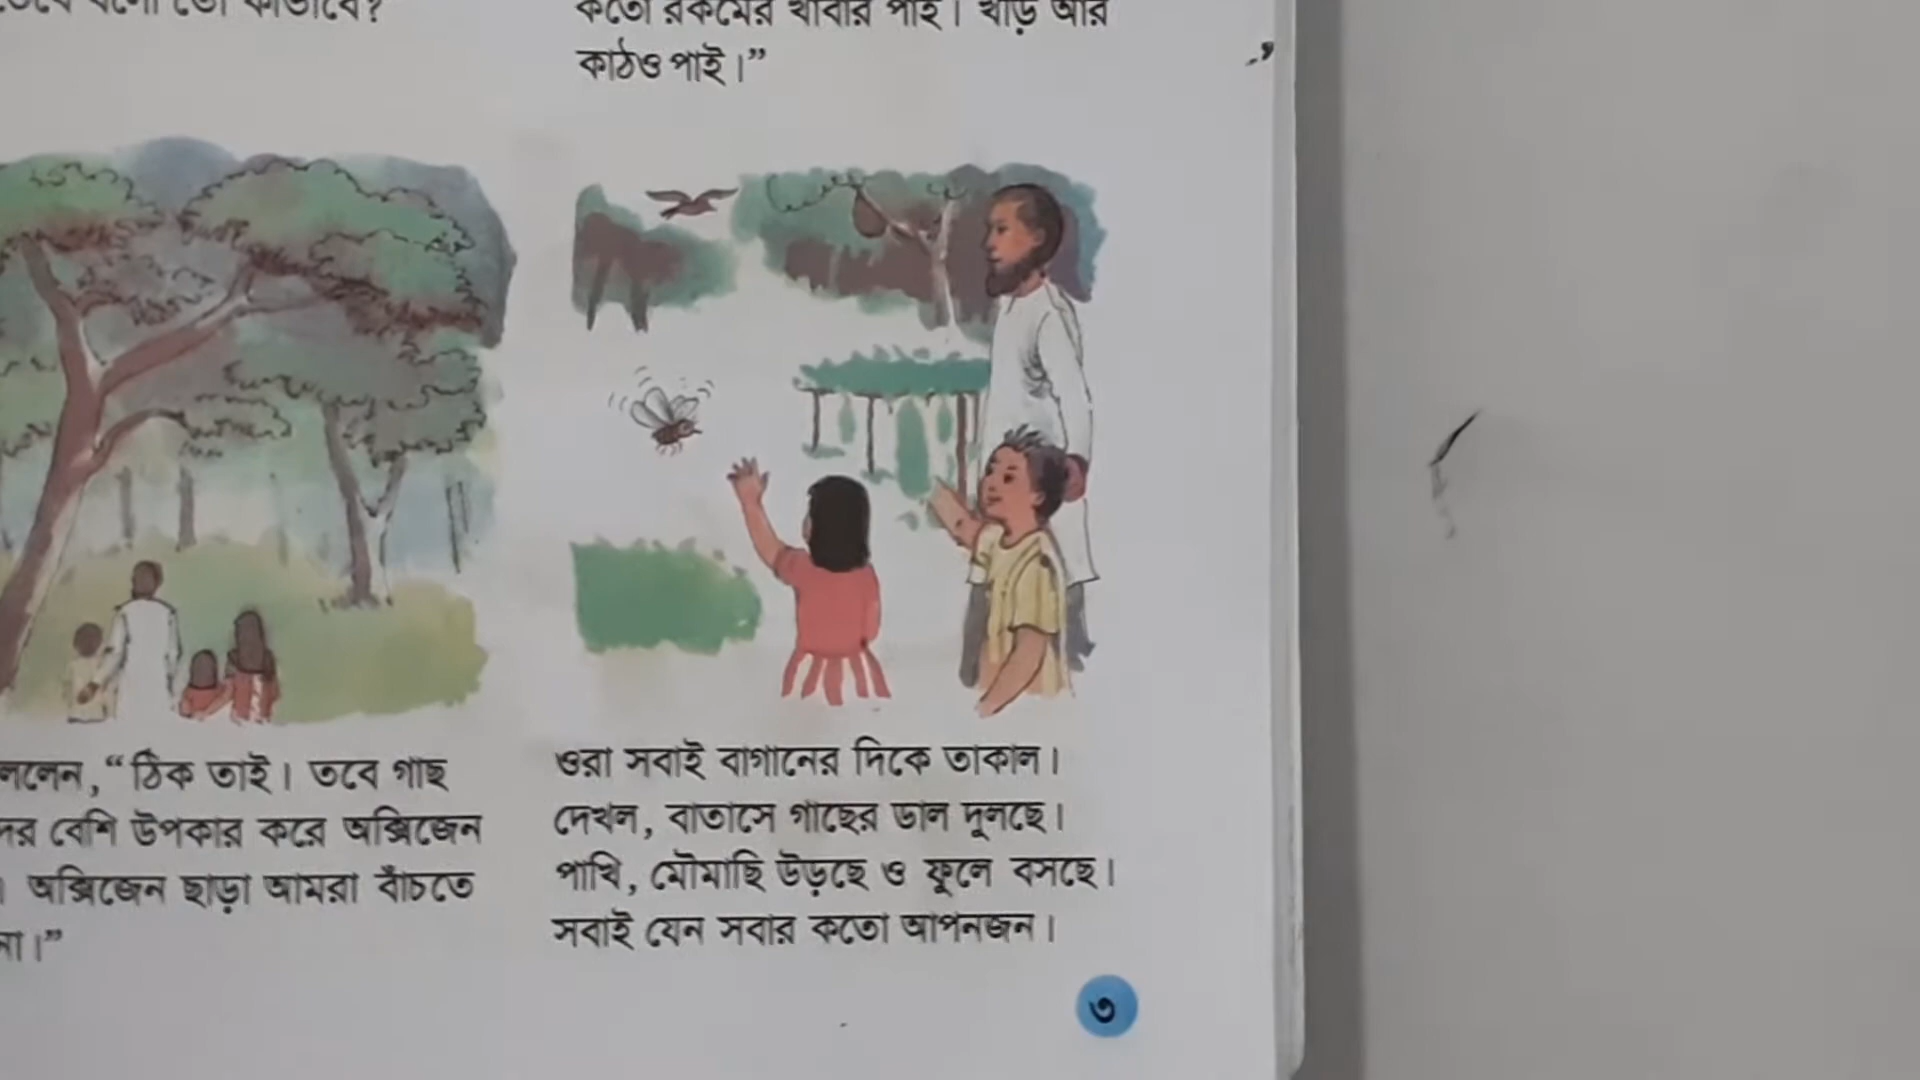 কতো রকমের খাবার পাই। খড়ি আর
কাঠও পাই।”
“ঠিক তাই। তবে গাছ
বেশি উপকার করে অক্সিজেন
অক্সিজেন ছাড়া আমরা বাঁচতে
ওরা সবাই বাগানের দিকে তাকাল।
দেখল, বাতাসে গাছের ডাল দুলছে।
পাখি, মৌমাছি উড়ছে ও ফুলে বসছে।
সবাই যেন সবার কতো আপনজন।
৩